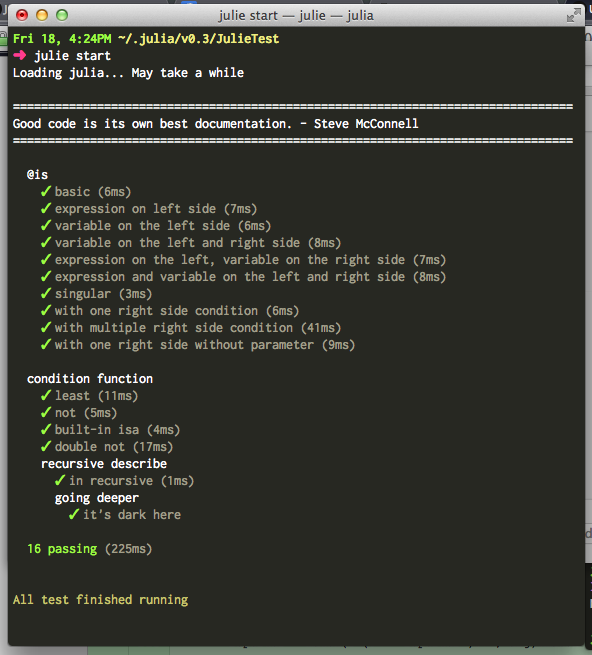 julie start — julie — julia
Fri 18, 4:24PM ~/.julia/v0.3/JulieTest
➜ julie start
Loading julia... May take a while
================================================================================
Good code is its own best documentation. - Steve McConnell
================================================================================
@is
✓ basic (6ms)
✓ expression on left side (7ms)
✓ variable on the left side (6ms)
✓ variable on the left and right side (8ms)
✓ expression on the left, variable on the right side (7ms)
✓ expression and variable on the left and right side (8ms)
✓ singular (3ms)
✓ with one right side condition (6ms)
✓ with multiple right side condition (41ms)
✓ with one right side without parameter (9ms)
condition function
✓ least (11ms)
✓ not (5ms)
✓ built-in isa (4ms)
✓ double not (17ms)
recursive describe
✓ in recursive (1ms)
going deeper
✓ it's dark here
16 passing (225ms)
All test finished running